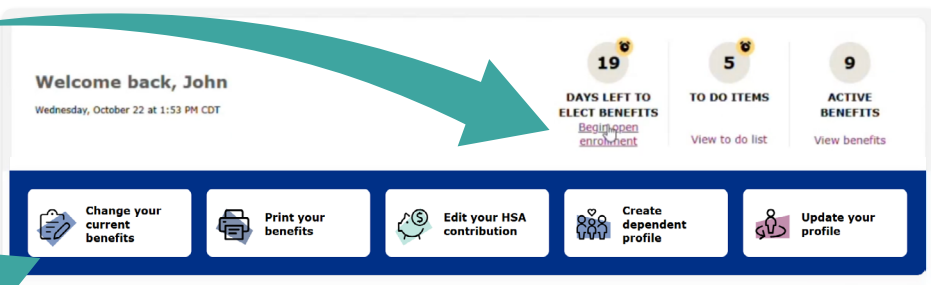 Welcome back, John
Wednesday, October 22 at 1:53 PM CDT
19
DAYS LEFT TO
ELECT BENEFITS
Begin open
enrollment
5
TO DO ITEMS
View to do list
9
ACTIVE
BENEFITS
View benefits
Change your
current
benefits
Print your
benefits
$
Edit your HSA
contribution
Create
dependent
profile
Update your
profile